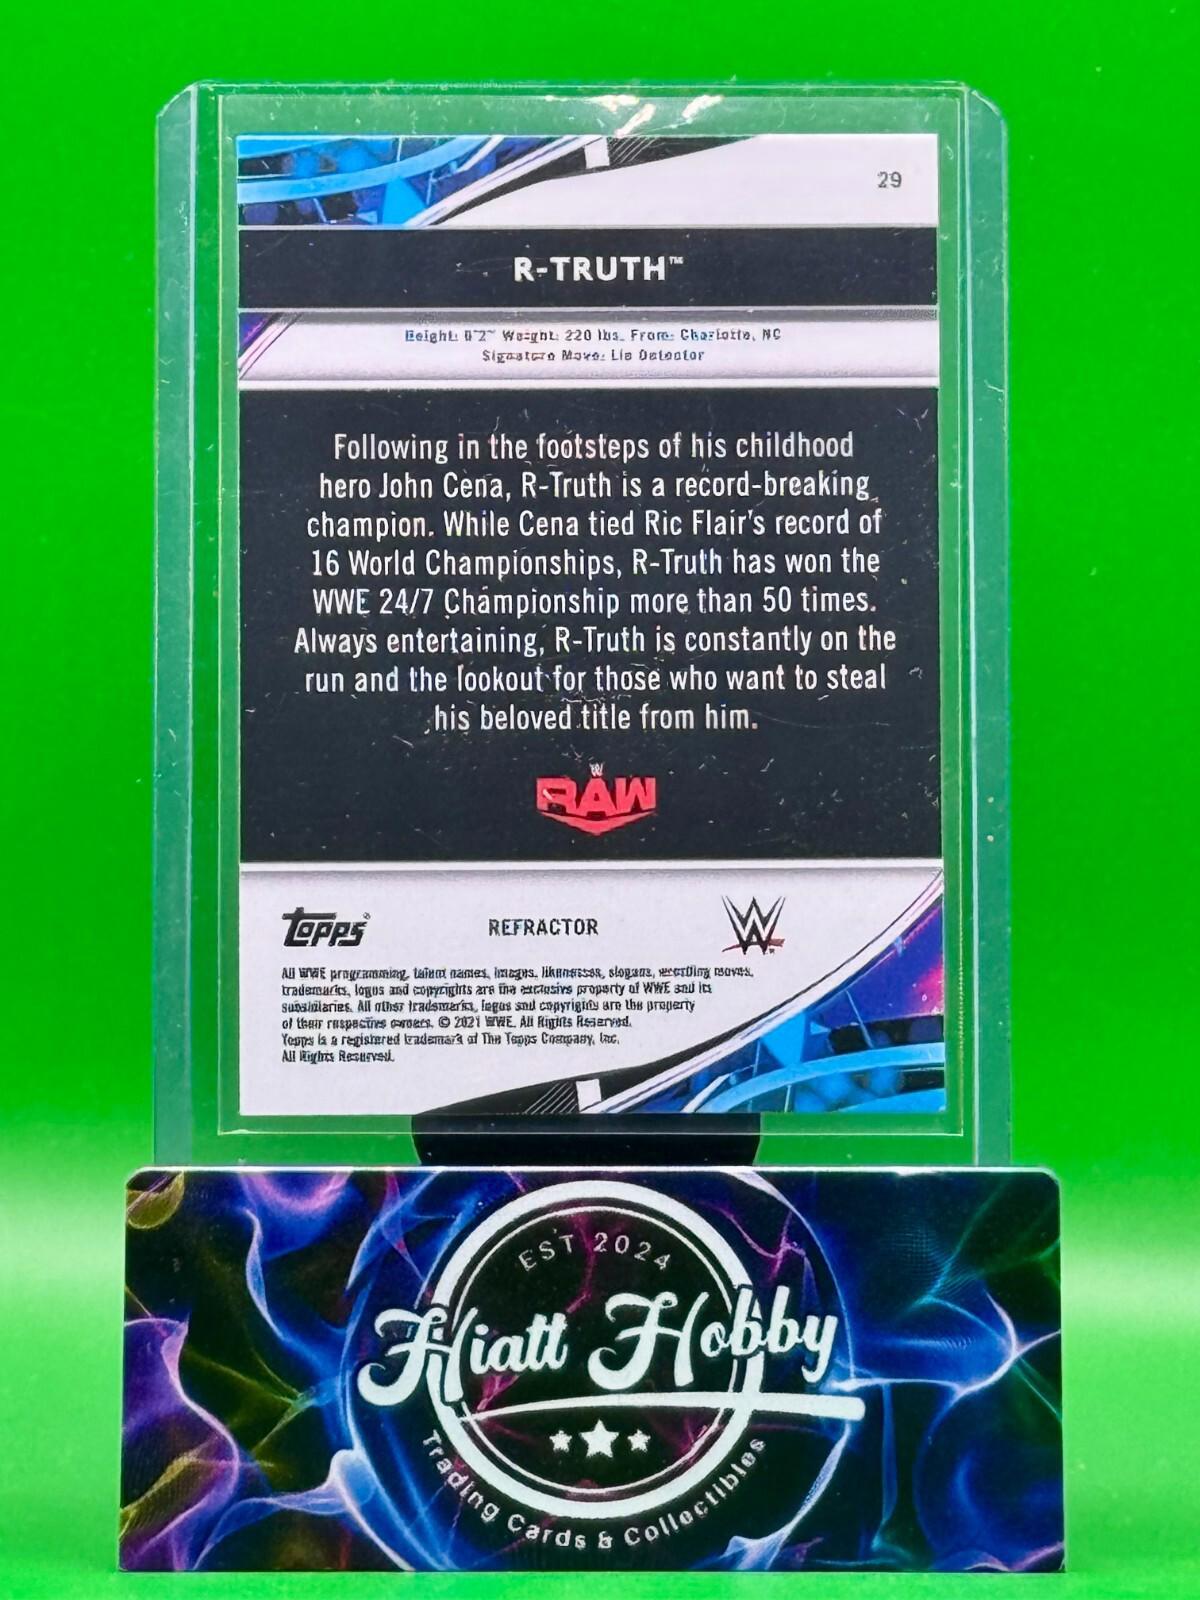 29
R-TRUTH™
Height: 6'2" Weight: 220 lbs. From: Charlotte, NC
Signature Move: Lie Detector
Following in the footsteps of his childhood
hero John Cena, R-Truth is a record-breaking
champion. While Cena tied Ric Flair's record of
16 World Championships, R-Truth has won the
WWE 24/7 Championship more than 50 times.
Always entertaining, R-Truth is constantly on the
run and the lookout for those who want to steal
his beloved title from him.
W
RAW
Topps® REFRACTOR W
All WWE programming, talent names, images, likenesses, slogans, wrestling moves,
trademarks, logos and copyrights are the exclusive property of WWE and its
subsidiaries. All other trademarks, logos and copyrights are the property
of their respective owners. © 2021 WWE. All Rights Reserved.
Topps is a registered trademark of The Topps Company, Inc.
All Rights Reserved.
EST 2024
Hiatt Hobby
Trading Cards & Collectibles